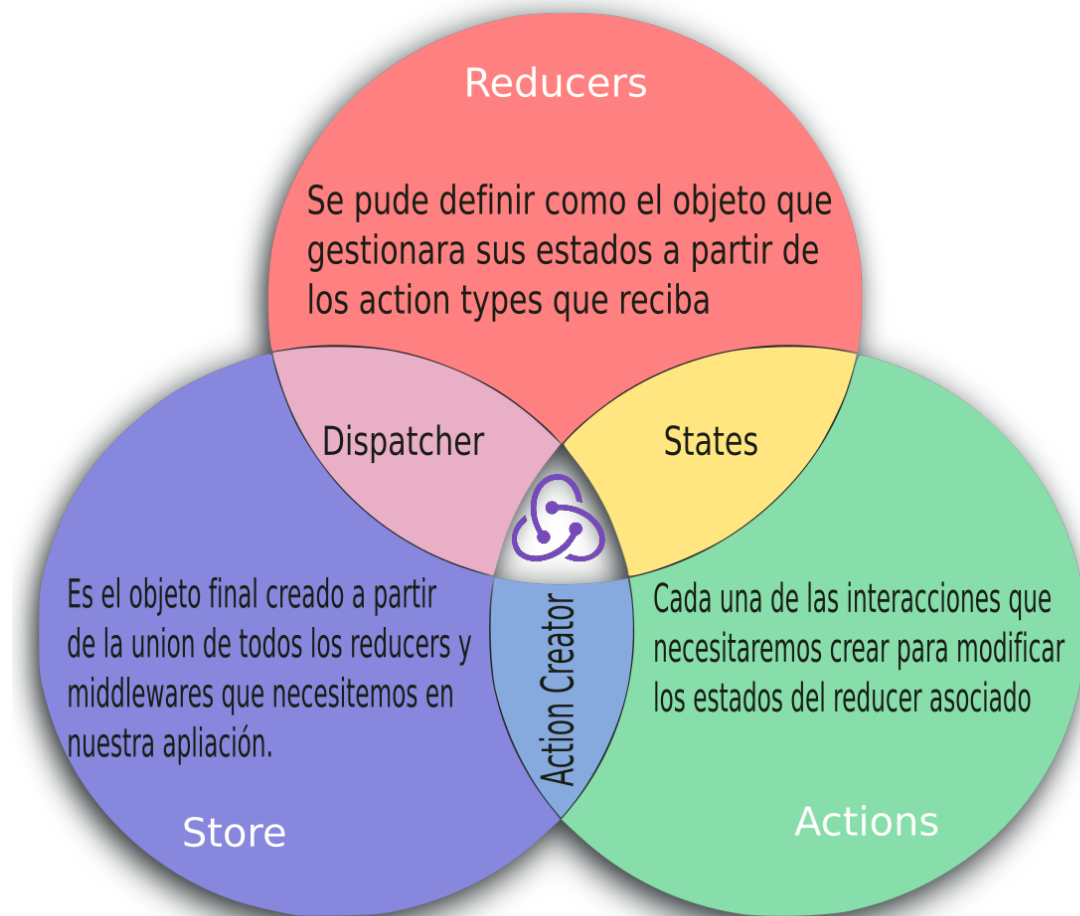 Reducers
Se pude definir como el objeto que
gestionara sus estados a partir de
los action types que reciba
Dispatcher
States
Es el objeto final creado a partir
de la union de todos los reducers y
middlewares que necesitemos en
nuestra apliación.
Store
Action Creator
Cada una de las interacciones que
necesitaremos crear para modificar
los estados del reducer asociado
Actions